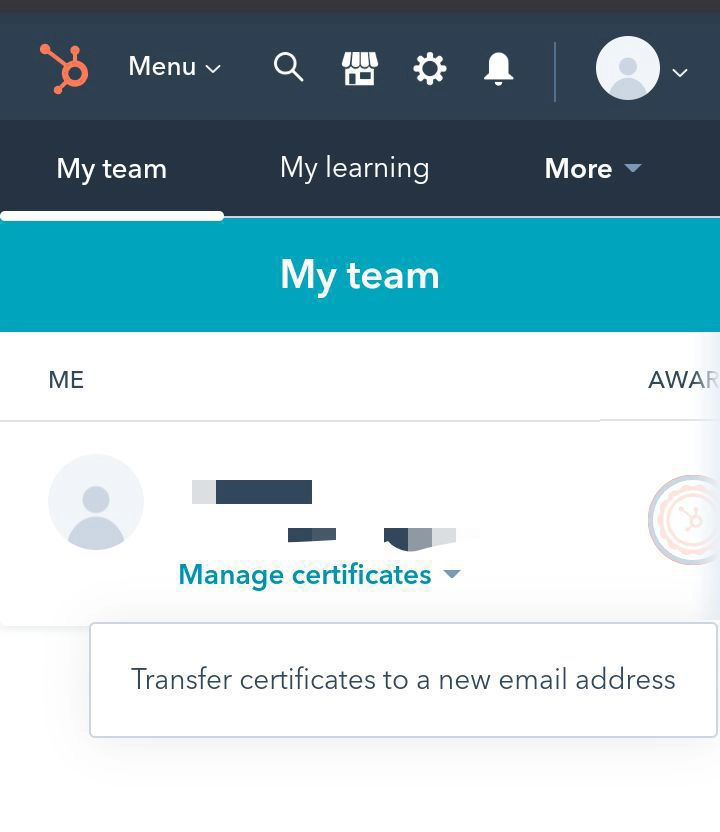 Menu
My team
My learning
More
My team
ME
AWAR
Manage certificates
Transfer certificates to a new email address